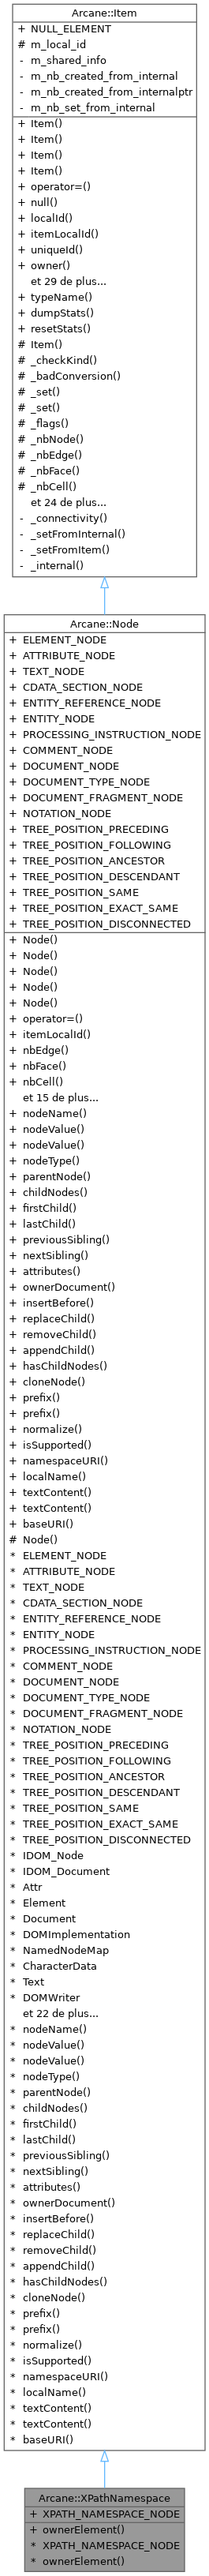 Arcane::Item
+ NULL_ELEMENT
# m_local_id
- m_shared_info
- m_nb_created_from_internal
- m_nb_created_from_internalptr
- m_nb_set_from_internal
+ Item()
+ Item()
+ Item()
+ Item()
+ operator=()
+ null()
+ localId()
+ itemLocalId()
+ uniqueId()
+ owner()
et 29 de plus...
+ typeName()
+ dumpStats()
+ resetStats()
# Item()
# _checkKind()
# _badConversion()
# _set()
# _set()
# _flags()
# _nbNode()
# _nbEdge()
# _nbFace()
# _nbCell()
et 24 de plus...
- _connectivity()
- _setFromInternal()
- _setFromItem()
- _internal()
Arcane::Node
+ ELEMENT_NODE
+ ATTRIBUTE_NODE
+ TEXT_NODE
+ CDATA_SECTION_NODE
+ ENTITY_REFERENCE_NODE
+ ENTITY_NODE
+ PROCESSING_INSTRUCTION_NODE
+ COMMENT_NODE
+ DOCUMENT_NODE
+ DOCUMENT_TYPE_NODE
+ DOCUMENT_FRAGMENT_NODE
+ NOTATION_NODE
+ TREE_POSITION_PRECEDING
+ TREE_POSITION_FOLLOWING
+ TREE_POSITION_ANCESTOR
+ TREE_POSITION_DESCENDANT
+ TREE_POSITION_SAME
+ TREE_POSITION_EXACT_SAME
+ TREE_POSITION_DISCONNECTED
+ Node()
+ Node()
+ Node()
+ Node()
+ Node()
+ operator=()
+ itemLocalId()
+ nbEdge()
+ nbFace()
+ nbCell()
et 15 de plus...
+ nodeName()
+ nodeValue()
+ nodeValue()
+ nodeType()
+ parentNode()
+ childNodes()
+ firstChild()
+ lastChild()
+ previousSibling()
+ nextSibling()
+ attributes()
+ ownerDocument()
+ insertBefore()
+ replaceChild()
+ removeChild()
+ appendChild()
+ hasChildNodes()
+ cloneNode()
+ prefix()
+ prefix()
+ normalize()
+ isSupported()
+ namespaceURI()
+ localName()
+ textContent()
+ textContent()
+ baseURI()
# Node()
* ELEMENT_NODE
* ATTRIBUTE_NODE
* TEXT_NODE
* CDATA_SECTION_NODE
* ENTITY_REFERENCE_NODE
* ENTITY_NODE
* PROCESSING_INSTRUCTION_NODE
* COMMENT_NODE
* DOCUMENT_NODE
* DOCUMENT_TYPE_NODE
* DOCUMENT_FRAGMENT_NODE
* NOTATION_NODE
* TREE_POSITION_PRECEDING
* TREE_POSITION_FOLLOWING
* TREE_POSITION_ANCESTOR
* TREE_POSITION_DESCENDANT
* TREE_POSITION_SAME
* TREE_POSITION_EXACT_SAME
* TREE_POSITION_DISCONNECTED
* IDOM_Node
* IDOM_Document
* Attr
* Element
* Document
* DOMImplementation
* NamedNodeMap
* CharacterData
* Text
* DOMWriter
et 22 de plus...
* nodeName()
* nodeValue()
* nodeValue()
* nodeType()
* parentNode()
* childNodes()
* firstChild()
* lastChild()
* previousSibling()
* nextSibling()
* attributes()
* ownerDocument()
* insertBefore()
* replaceChild()
* removeChild()
* appendChild()
* hasChildNodes()
* cloneNode()
* prefix()
* prefix()
* normalize()
* isSupported()
* namespaceURI()
* localName()
* textContent()
* textContent()
* baseURI()
Arcane::XPathNamespace
+ XPATH_NAMESPACE_NODE
+ ownerElement()
* XPATH_NAMESPACE_NODE
* ownerElement()